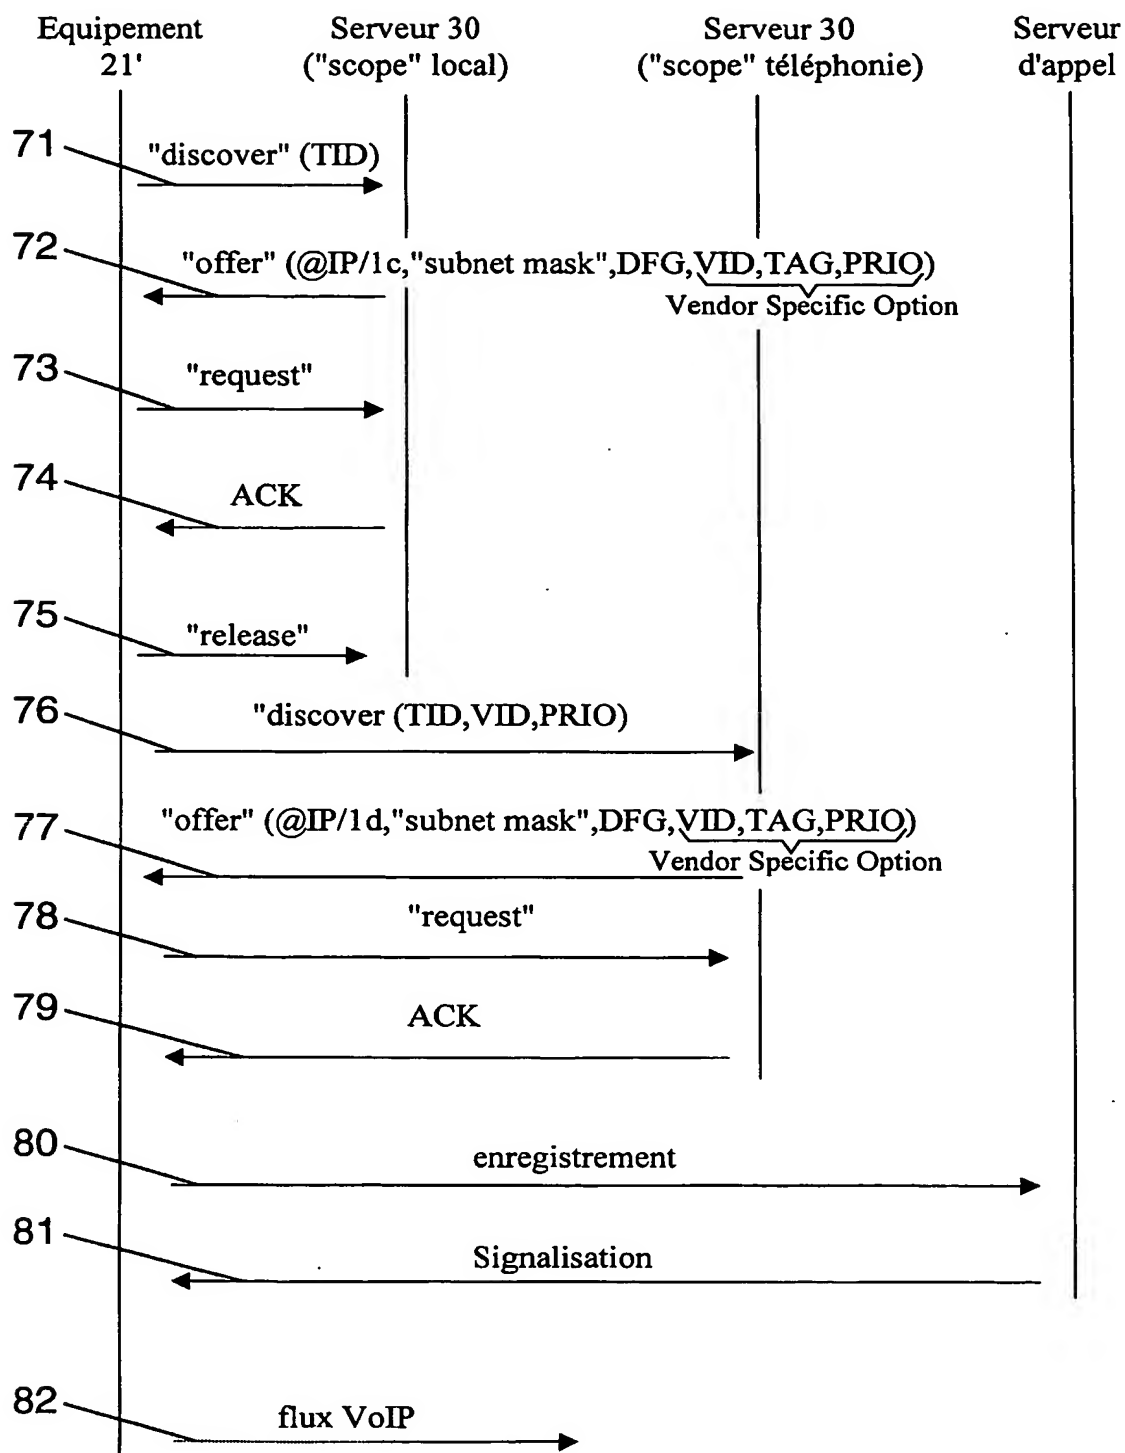 Equipement 21'
Serveur 30 ("scope" local)
Serveur 30 ("scope" téléphonie)
Serveur d'appel
71
"discover" (TID)
72
"offer" (@IP/1c,"subnet mask",DFG,VID,TAG,PRIO)
Vendor Specific Option
73
"request"
74
ACK
75
"release"
76
"discover (TID,VID,PRIO)
77
"offer" (@IP/1d,"subnet mask",DFG,VID,TAG,PRIO)
Vendor Specific Option
78
"request"
79
ACK
80
enregistrement
81
Signalisation
82
flux VoIP